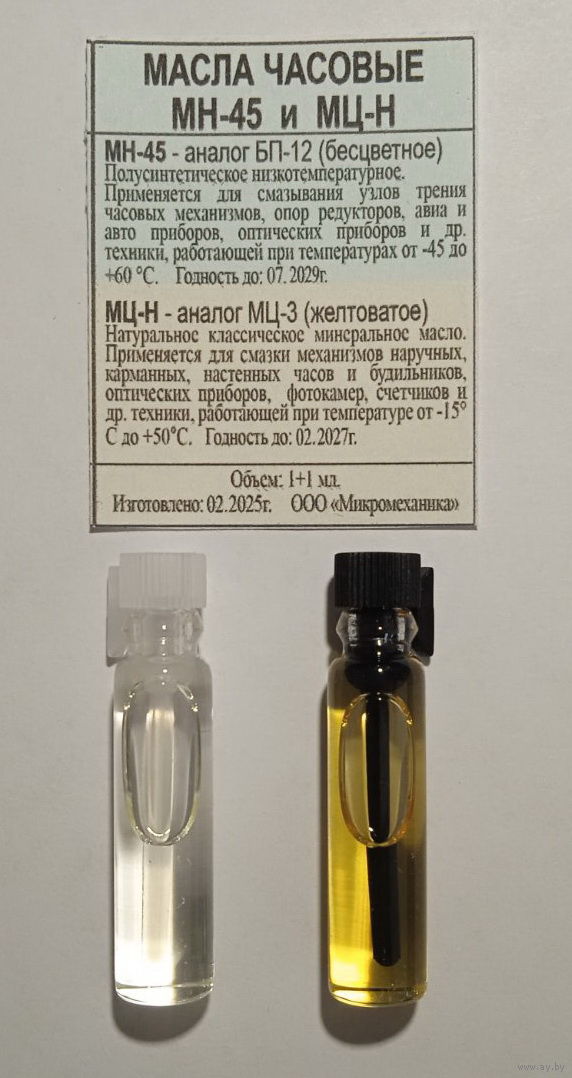 МАСЛА ЧАСОВЫЕ
МН-45 и МЦ-Н
МН-45 - аналог БП-12 (бесцветное)
Полусинтетическое низкотемпературное.
Применяется для смазывания узлов трения
часовых механизмов, опор редукторов, авиа и
авто приборов, оптических приборов и др.
техники, работающей при температурах от -45 до
+60 °С. Годность до: 07. 2029г.
МЦ-Н - аналог МЦ-3 (желтоватое)
Натуральное классическое минеральное масло.
Применяется для смазки механизмов наручных,
карманных, настенных часов и будильников,
оптических приборов, фотокамер, счетчиков и
др. техники, работающей при температуре от -15°
С до +50°С. Годность до: 02.2027г.
Объем: 1+1 мл.
Изготовлено: 02.2025г. ООО «Микромеханика»
www.ay.by